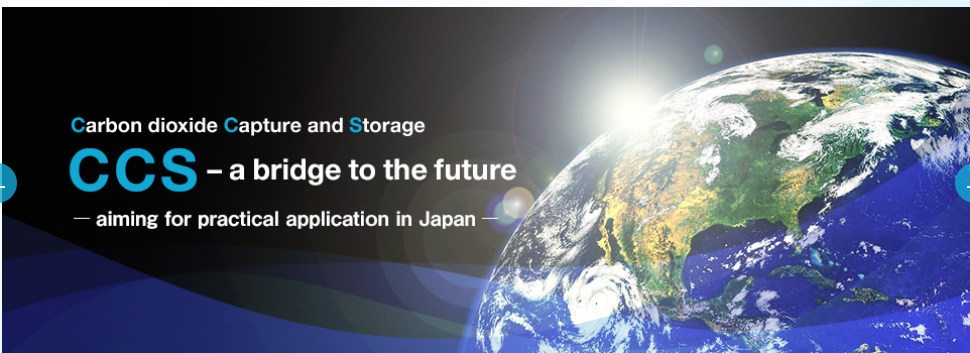 Carbon dioxide Capture and Storage
CCS – a bridge to the future
— aiming for practical application in Japan —